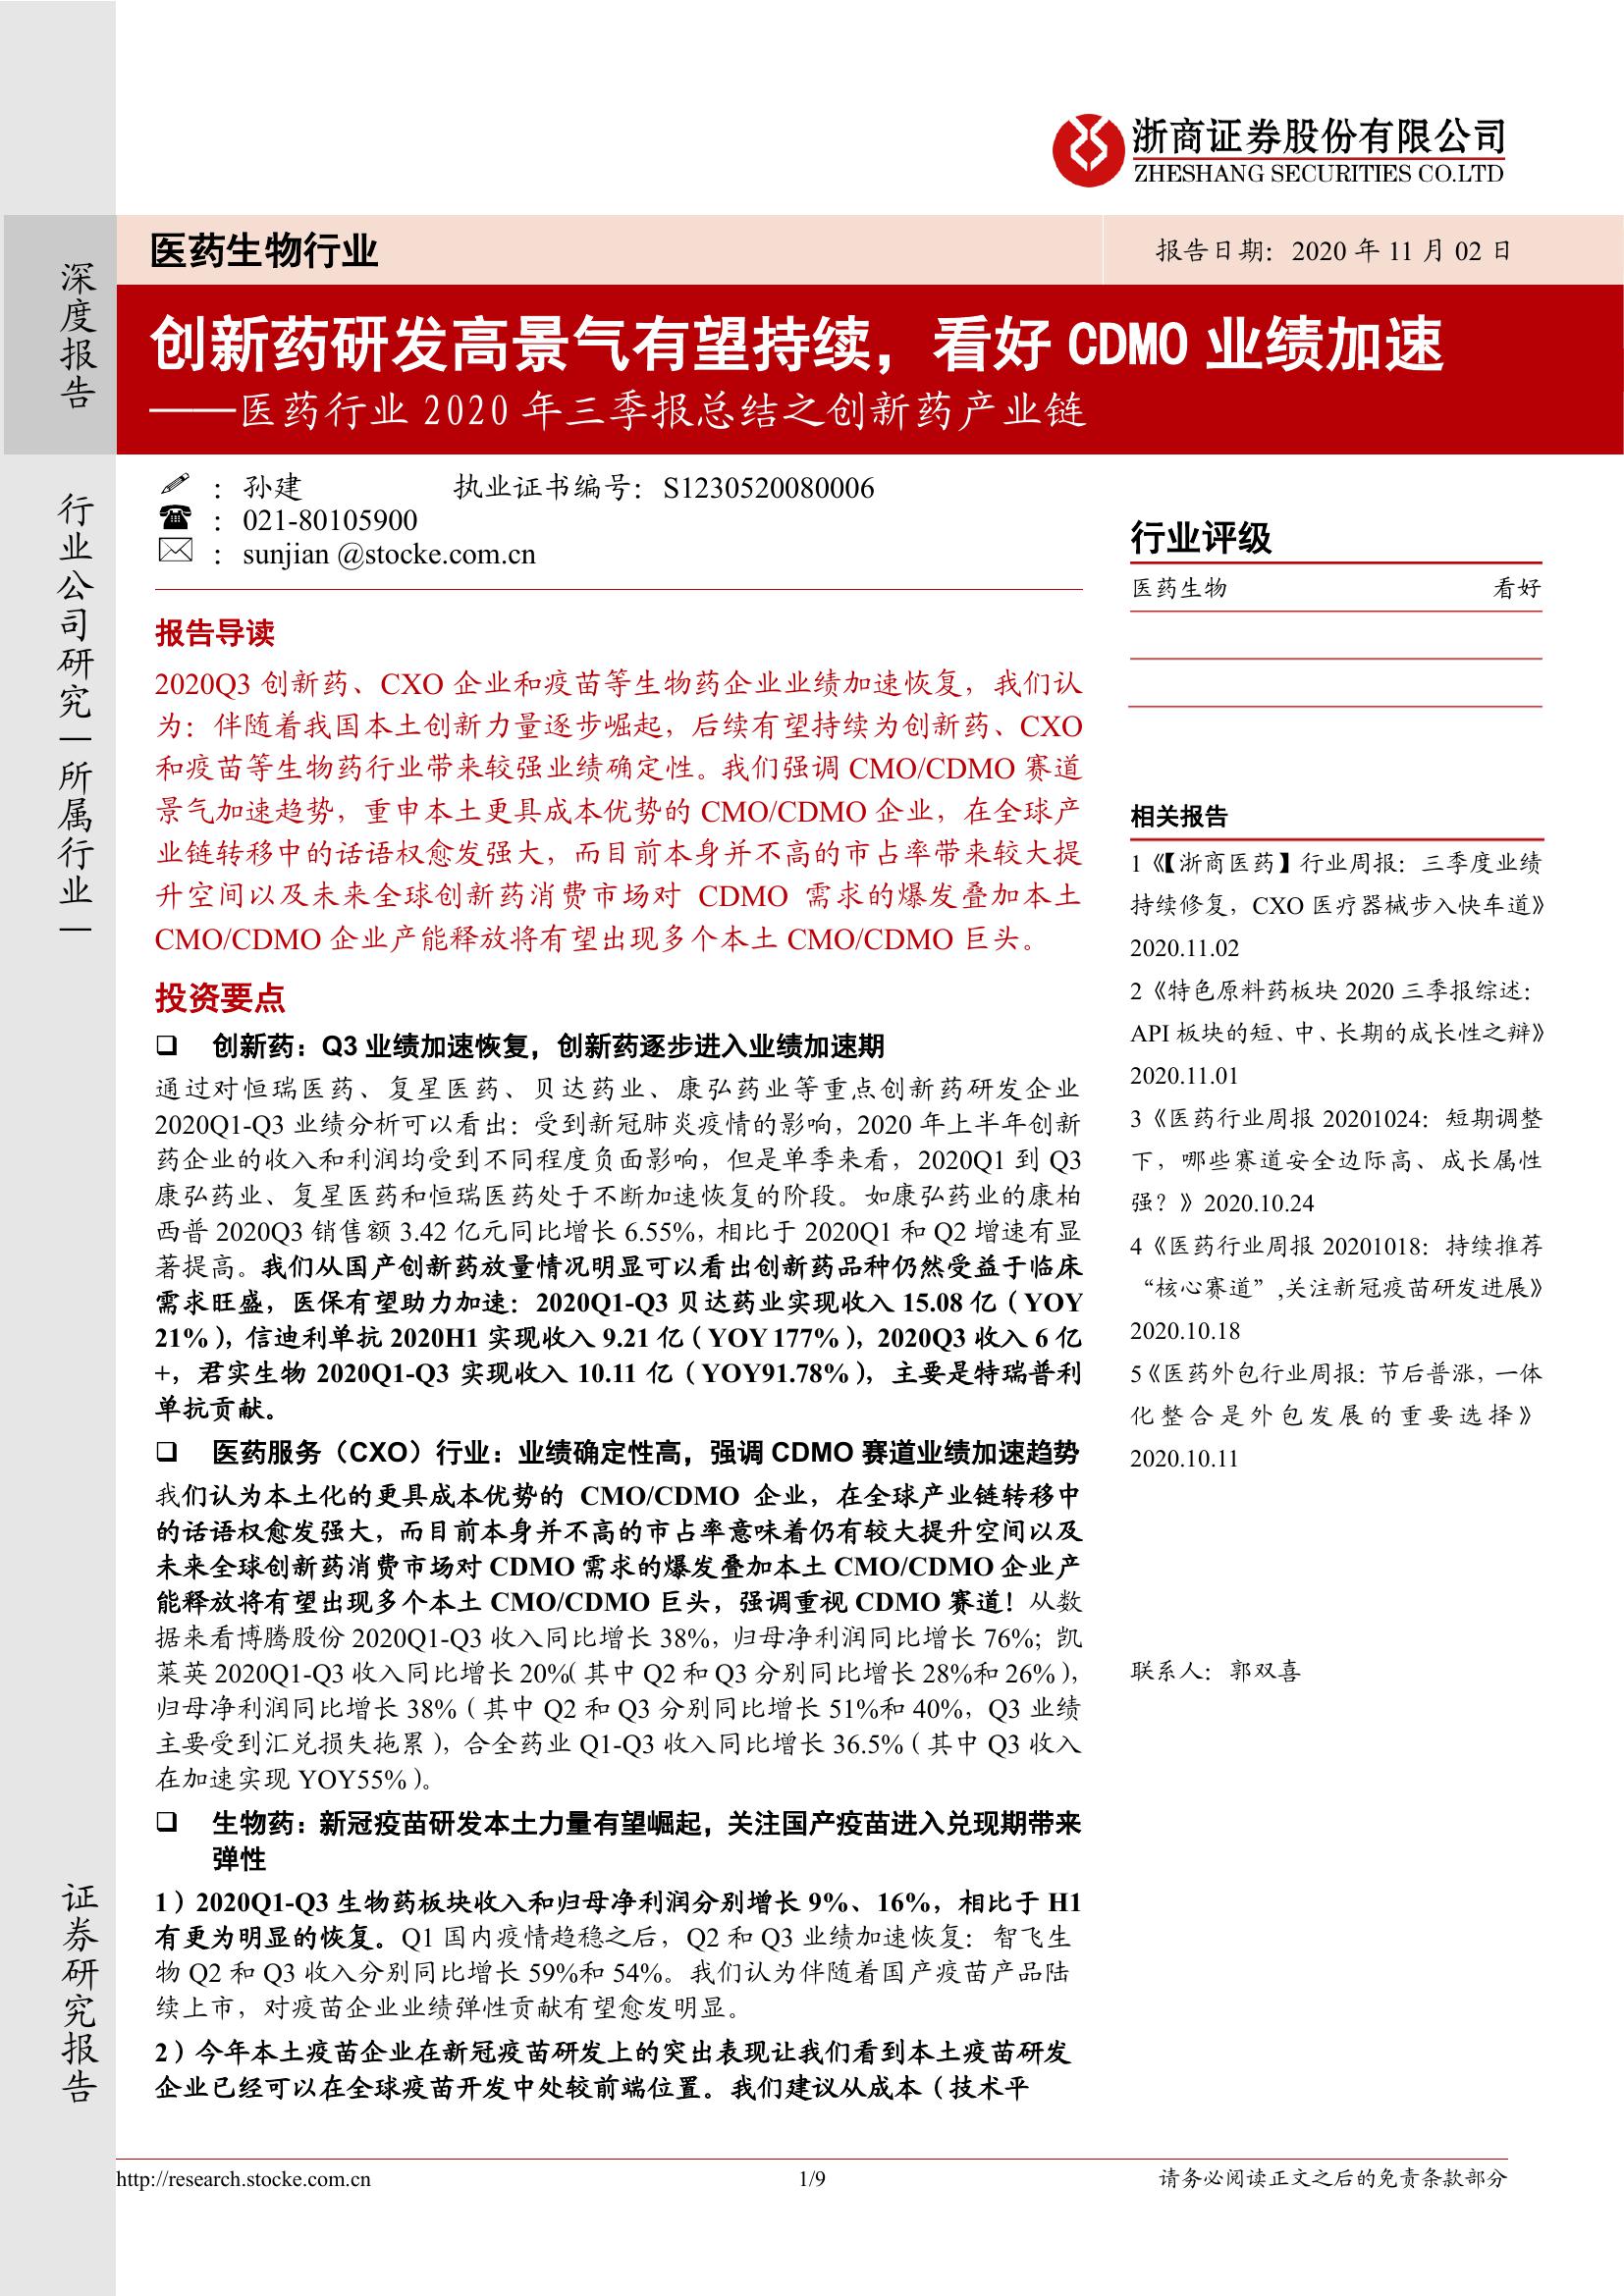 浙商证券股份有限公司
ZHESHANG SECURITIES CO.LTD
深度报告
医药生物行业
报告日期：2020 年 11 月 02 日
创新药研发高景气有望持续，看好 CDMO 业绩加速
——医药行业 2020 年三季报总结之创新药产业链
行业公司研究｜所属行业｜
证券研究报告
： 孙建 执业证书编号：S1230520080006
： 021-80105900
： sunjian @stocke.com.cn
报告导读
2020Q3 创新药、CXO 企业和疫苗等生物药企业业绩加速恢复，我们认
为：伴随着我国本土创新力量逐步崛起，后续有望持续为创新药、CXO
和疫苗等生物药行业带来较强业绩确定性。我们强调 CMO/CDMO 赛道
景气加速趋势，重申本土更具成本优势的 CMO/CDMO 企业，在全球产
业链转移中的话语权愈发强大，而目前本身并不高的市占率带来较大提
升空间以及未来全球创新药消费市场对 CDMO 需求的爆发叠加本土
CMO/CDMO 企业产能释放将有望出现多个本土 CMO/CDMO 巨头。
投资要点
❑ 创新药：Q3 业绩加速恢复，创新药逐步进入业绩加速期
通过对恒瑞医药、复星医药、贝达药业、康弘药业等重点创新药研发企业
2020Q1-Q3 业绩分析可以看出：受到新冠肺炎疫情的影响，2020 年上半年创新
药企业的收入和利润均受到不同程度负面影响，但是单季来看，2020Q1 到 Q3
康弘药业、复星医药和恒瑞医药处于不断加速恢复的阶段。如康弘药业的康柏
西普 2020Q3 销售额 3.42 亿元同比增长 6.55%，相比于 2020Q1 和 Q2 增速有显
著提高。我们从国产创新药放量情况明显可以看出创新药品种仍然受益于临床
需求旺盛，医保有望助力加速：2020Q1-Q3 贝达药业实现收入 15.08 亿（YOY
21%），信迪利单抗 2020H1 实现收入 9.21 亿（YOY 177%），2020Q3 收入 6 亿
+，君实生物 2020Q1-Q3 实现收入 10.11 亿（YOY91.78%），主要是特瑞普利
单抗贡献。
❑ 医药服务（CXO）行业：业绩确定性高，强调 CDMO 赛道业绩加速趋势
我们认为本土化的更具成本优势的 CMO/CDMO 企业，在全球产业链转移中
的话语权愈发强大，而目前本身并不高的市占率意味着仍有较大提升空间以及
未来全球创新药消费市场对 CDMO 需求的爆发叠加本土 CMO/CDMO 企业产
能释放将有望出现多个本土 CMO/CDMO 巨头，强调重视 CDMO 赛道！从数
据来看博腾股份 2020Q1-Q3 收入同比增长 38%，归母净利润同比增长 76%；凯
莱英 2020Q1-Q3 收入同比增长 20%（其中 Q2 和 Q3 分别同比增长 28%和 26%），
归母净利润同比增长 38%（其中 Q2 和 Q3 分别同比增长 51%和 40%，Q3 业绩
主要受到汇兑损失拖累），合全药业 Q1-Q3 收入同比增长 36.5%（其中 Q3 收入
在加速实现 YOY55%）。
❑ 生物药：新冠疫苗研发本土力量有望崛起，关注国产疫苗进入兑现期带来
弹性
1）2020Q1-Q3 生物药板块收入和归母净利润分别增长 9%、16%，相比于 H1
有更为明显的恢复。Q1 国内疫情趋稳之后，Q2 和 Q3 业绩加速恢复：智飞生
物 Q2 和 Q3 收入分别同比增长 59%和 54%。我们认为伴随着国产疫苗产品陆
续上市，对疫苗企业业绩弹性贡献有望愈发明显。
2）今年本土疫苗企业在新冠疫苗研发上的突出表现让我们看到本土疫苗研发
企业已经可以在全球疫苗开发中处较前端位置。我们建议从成本（技术平
行业评级
医药生物 看好
相关报告
1《【浙商医药】行业周报：三季度业绩
持续修复，CXO 医疗器械步入快车道》
2020.11.02
2《特色原料药板块 2020 三季报综述：
API 板块的短、中、长期的成长性之辩》
2020.11.01
3《医药行业周报 20201024：短期调整
下，哪些赛道安全边际高、成长属性
强？》2020.10.24
4《医药行业周报 20201018：持续推荐
“核心赛道”,关注新冠疫苗研发进展》
2020.10.18
5《医药外包行业周报：节后普涨，一体
化整合是外包发展的重要选择》
2020.10.11
联系人：郭双喜
http://research.stocke.com.cn 1/9 请务必阅读正文之后的免责条款部分